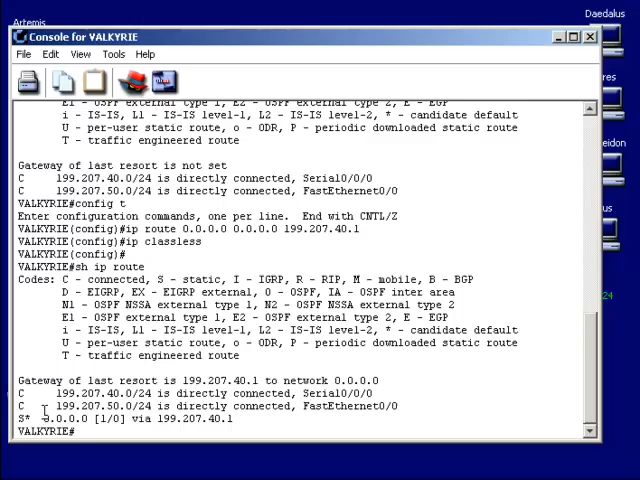 Artemis
Daedalus
Console for VALKYRIE
File Edit View Tools Help
E1 - OSPF external type 1, E2 - OSPF external type 2, E - EGP
i - IS-IS, L1 - IS-IS level-1, L2 - IS-IS level-2, * - candidate default
U - per-user static route, o - ODR, P - periodic downloaded static route
T - traffic engineered route
Gateway of last resort is not set
C 199.207.40.0/24 is directly connected, Serial0/0/0
C 199.207.50.0/24 is directly connected, FastEthernet0/0
VALKYRIE#config t
Enter configuration commands, one per line. End with CNTL/Z
VALKYRIE(config)#ip route 0.0.0.0 0.0.0.0 199.207.40.1
VALKYRIE(config)#ip classless
VALKYRIE(config)#
VALKYRIE#sh ip route
Codes: C - connected, S - static, I - IGRP, R - RIP, M - mobile, B - BGP
D - EIGRP, EX - EIGRP external, O - OSPF, IA - OSPF inter area
N1 - OSPF NSSA external type 1, N2 - OSPF NSSA external type 2
E1 - OSPF external type 1, E2 - OSPF external type 2, E - EGP
i - IS-IS, L1 - IS-IS level-1, L2 - IS-IS level-2, * - candidate default
U - per-user static route, o - ODR, P - periodic downloaded static route
T - traffic engineered route
Gateway of last resort is 199.207.40.1 to network 0.0.0.0
C 199.207.40.0/24 is directly connected, Serial0/0/0
C 199.207.50.0/24 is directly connected, FastEthernet0/0
S* 0.0.0.0 [1/0] via 199.207.40.1
VALKYRIE#
res
eidon
us
24